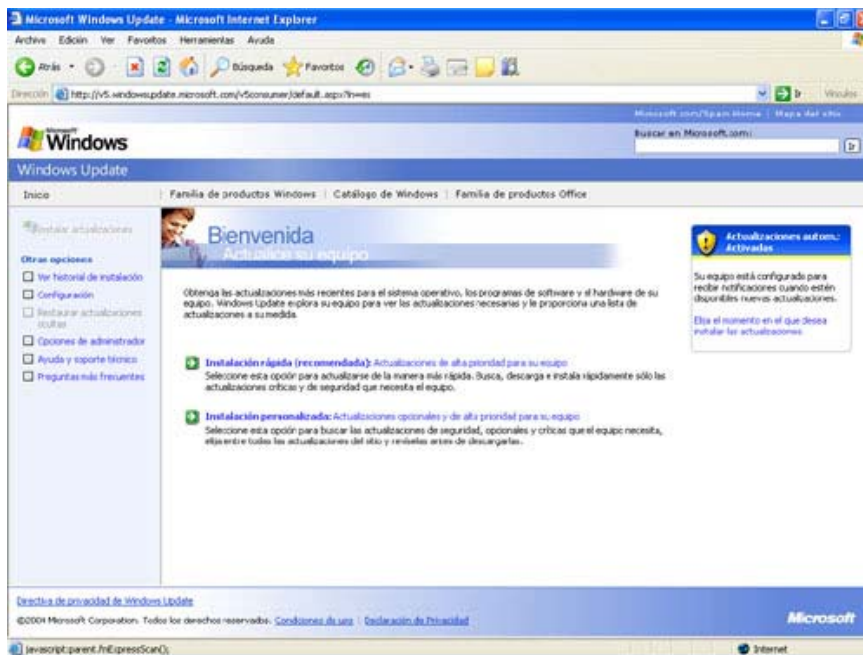 Microsoft Windows Update - Microsoft Internet Explorer
Archivo Edición Ver Favoritos Herramientas Ayuda
Atrás Búsqueda Favoritos
Dirección http://v5.windowsupdate.microsoft.com/v5consumer/default.aspx?ln=es Ir Vínculos
Microsoft.com/Spain Home | Mapa del sitio
Microsoft Windows
Buscar en Microsoft.com:
Ir
Windows Update
Inicio | Familia de productos Windows | Catálogo de Windows | Familia de productos Office
Instalar actualizaciones
Otras opciones
Ver historial de instalación
Configuración
Restaurar actualizaciones
ocultas
Opciones de administrador
Ayuda y soporte técnico
Preguntas más frecuentes
Bienvenida
Actualice su equipo
Obtenga las actualizaciones más recientes para el sistema operativo, los programas de software y el hardware de su
equipo. Windows Update explora su equipo para ver las actualizaciones necesarias y le proporciona una lista de
actualizaciones a su medida.
Instalación rápida (recomendada): Actualizaciones de alta prioridad para su equipo
Seleccione esta opción para actualizarse de la manera más rápida. Busca, descarga e instala rápidamente sólo las
actualizaciones críticas y de seguridad que necesita el equipo.
Instalación personalizada: Actualizaciones opcionales y de alta prioridad para su equipo
Seleccione esta opción para buscar las actualizaciones de seguridad, opcionales y críticas que el equipo necesita,
elija entre todas las actualizaciones del sitio y revíselas antes de descargarlas.
Actualizaciones autom.:
Activadas
Su equipo está configurado para
recibir notificaciones cuando estén
disponibles nuevas actualizaciones.
Elija el momento en el que desea
instalar las actualizaciones.
Directiva de privacidad de Windows Update
©2004 Microsoft Corporation. Todos los derechos reservados. Condiciones de uso | Declaración de Privacidad
Microsoft
javascript:parent.fnExpressScan(); Internet